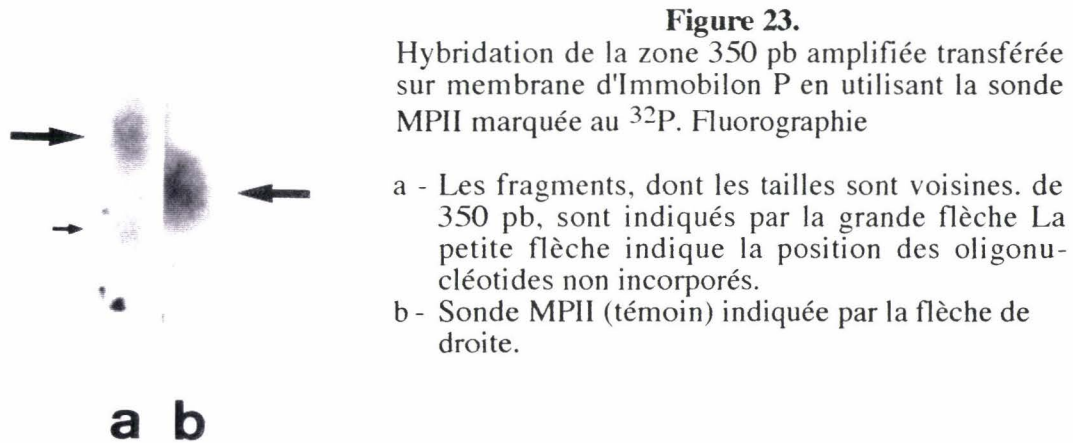 Figure 23.
Hybridation de la zone 350 pb amplifiée transférée
sur membrane d'Immobilon P en utilisant la sonde
MPII marquée au 32P. Fluorographie
a - Les fragments, dont les tailles sont voisines. de
350 pb, sont indiqués par la grande flèche La
petite flèche indique la position des oligonu-
cléotides non incorporés.
b - Sonde MPII (témoin) indiquée par la flèche de
droite.
a b